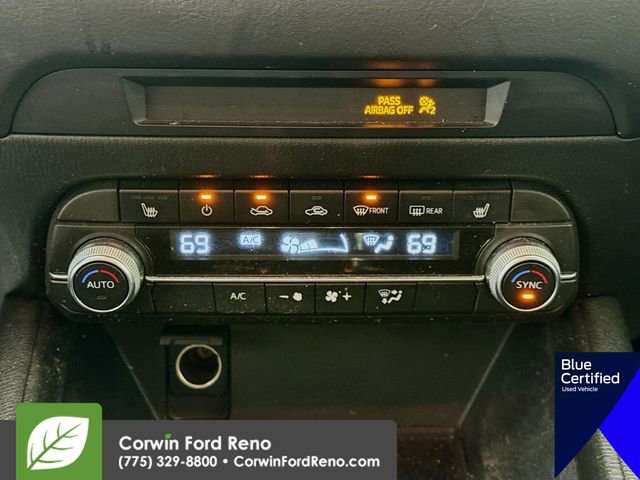 PASS
AIRBAG OFF 2
FRONT REAR
69 A/C 69
AUTO SYNC
A/C
Blue
Certified
Used Vehicle
Corwin Ford Reno
(775) 329-8800 • CorwinFordReno.com